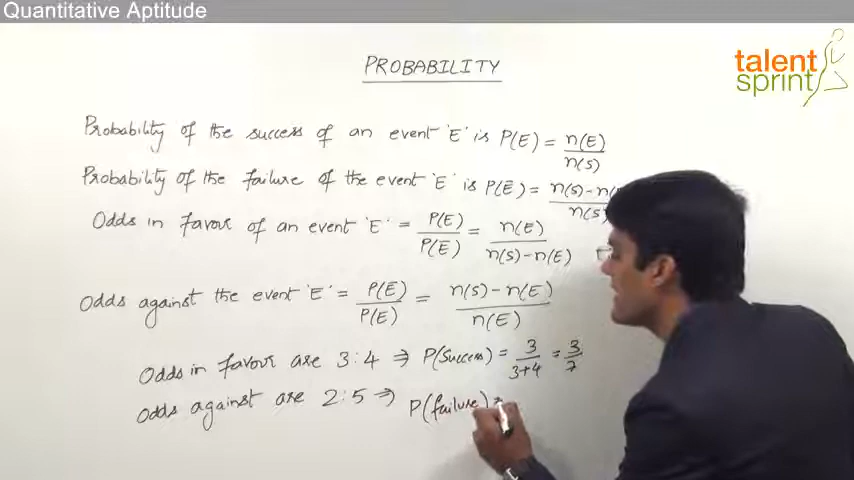 Quantitative Aptitude
talent
sprint
PROBABILITY
Probability of the success of an event 'E' is P(E) = n(E)/n(S)
Probability of the failure of the event 'E' is P(Ē) = n(S) - n(/n(S)
Odds in favour of an event 'E' = P(E)/P(Ē) = n(E)/n(S) - n(E)
Odds against the event 'E' = P(Ē)/P(E) = n(S) - n(E)/n(E)
Odds in favour are 3:4 ⇒ P(Success) = 3/3+4 = 3/7
Odds against are 2:5 ⇒ P(failure) =